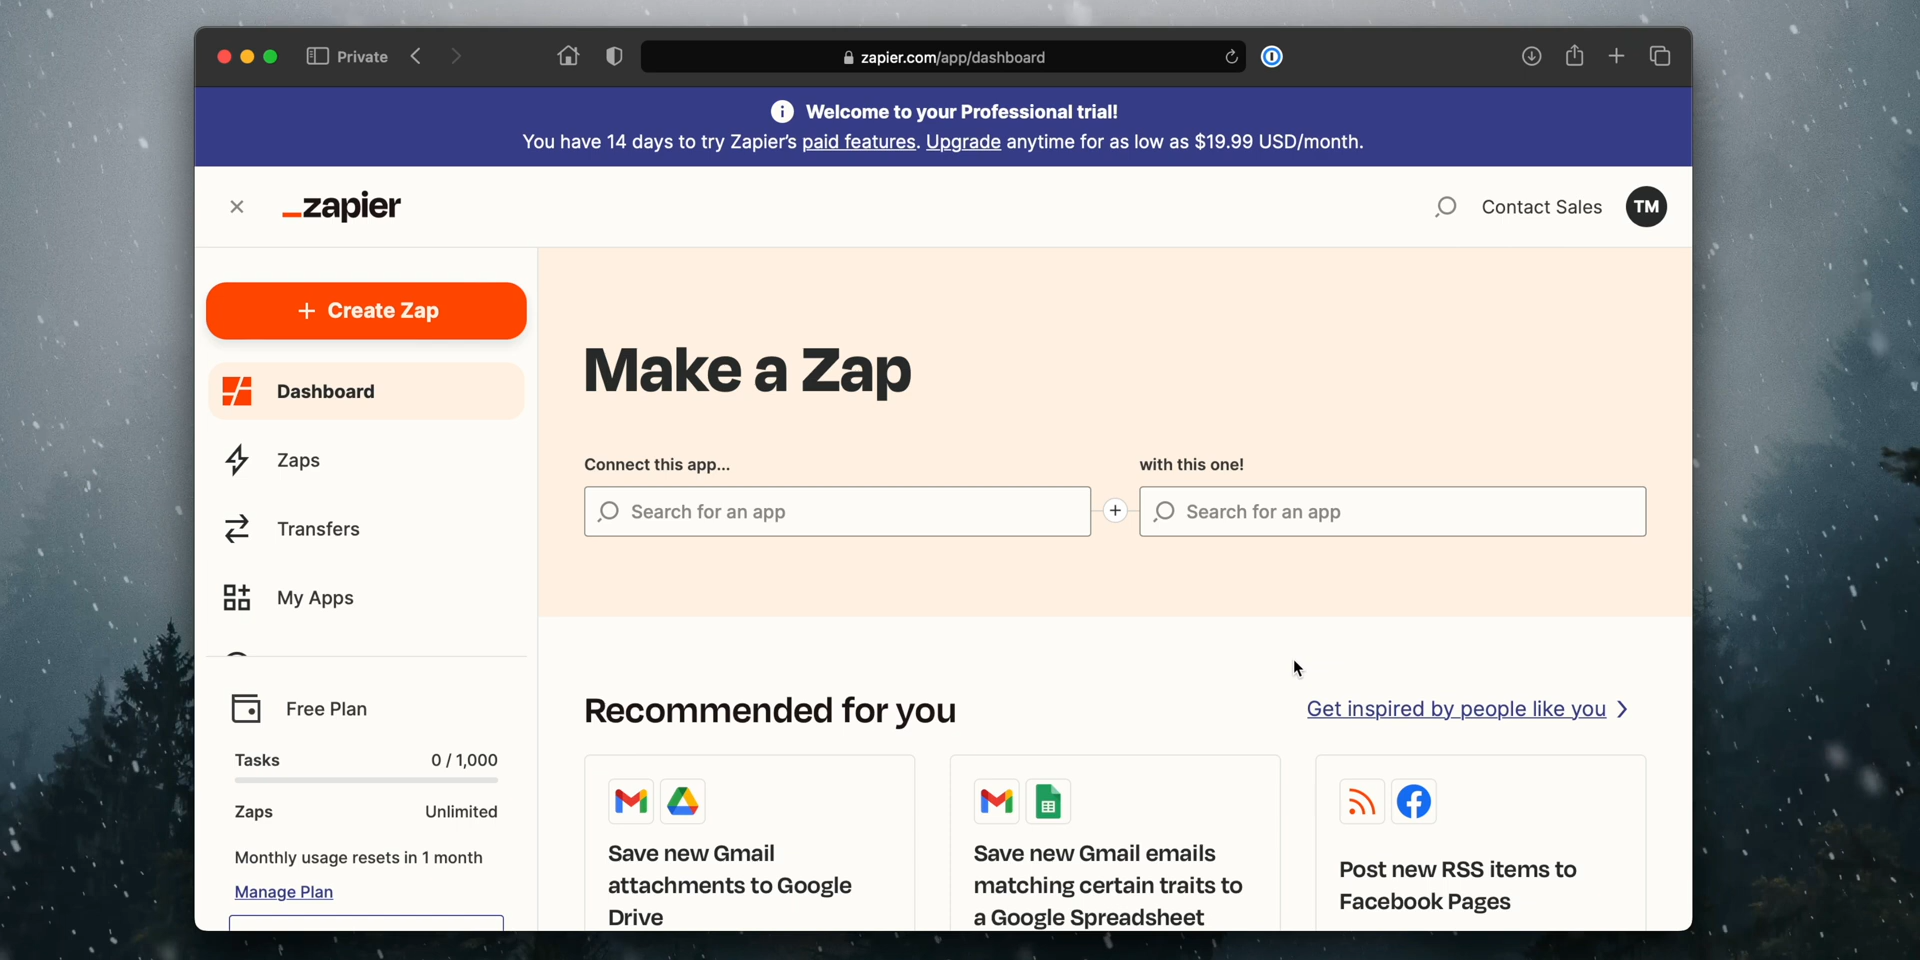 Private
zapier.com/app/dashboard
Welcome to your Professional trial!
You have 14 days to try Zapier’s paid features. Upgrade anytime for as low as $19.99 USD/month.
zapier
Contact Sales
TM
+ Create Zap
Dashboard
Zaps
Transfers
My Apps
Free Plan
Tasks 0 / 1,000
Zaps Unlimited
Monthly usage resets in 1 month
Manage Plan
Make a Zap
Connect this app...
with this one!
Search for an app
+
Search for an app
Recommended for you
Get inspired by people like you
Save new Gmail
attachments to Google
Drive
Save new Gmail emails
matching certain traits to
a Google Spreadsheet
Post new RSS items to
Facebook Pages